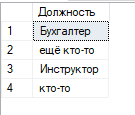 Должность
1 Бухгалтер
2 ещё кто-то
3 Инструктор
4 кто-то